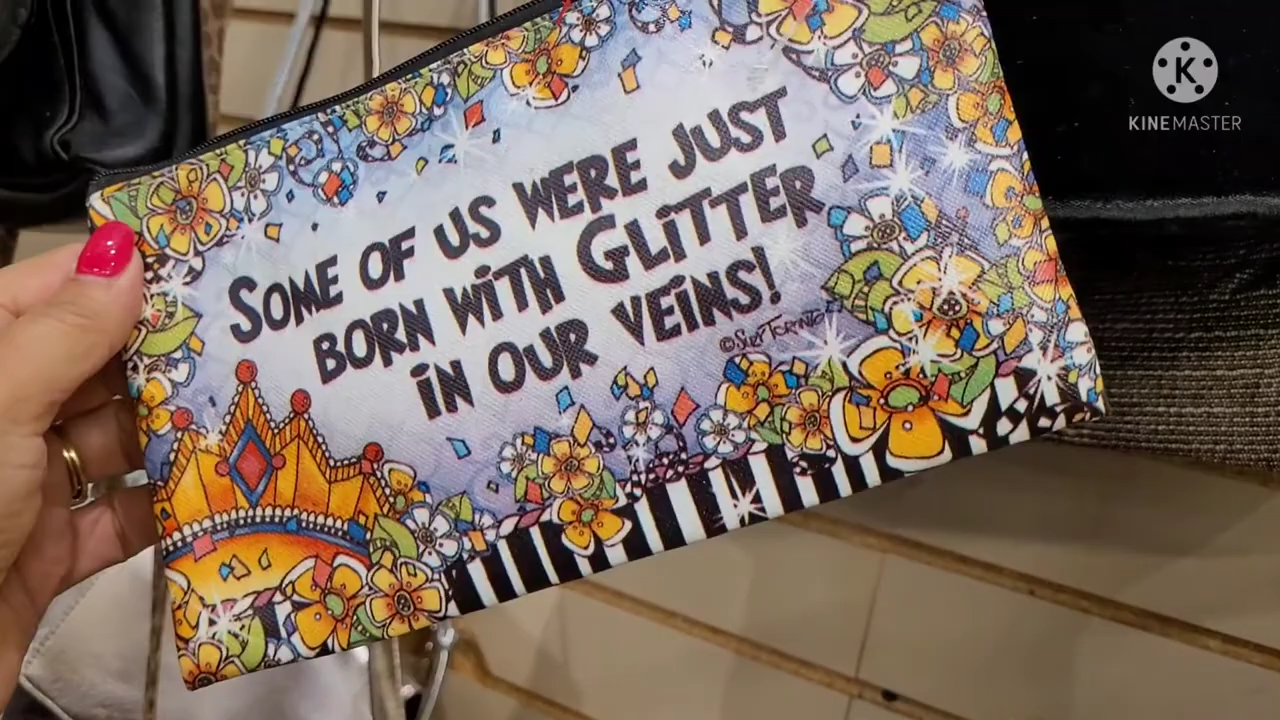 SOME OF US WERE JUST
BORN WITH GLITTER
IN OUR VEINS!
©SUZY TORONTO
K
KINEMASTER